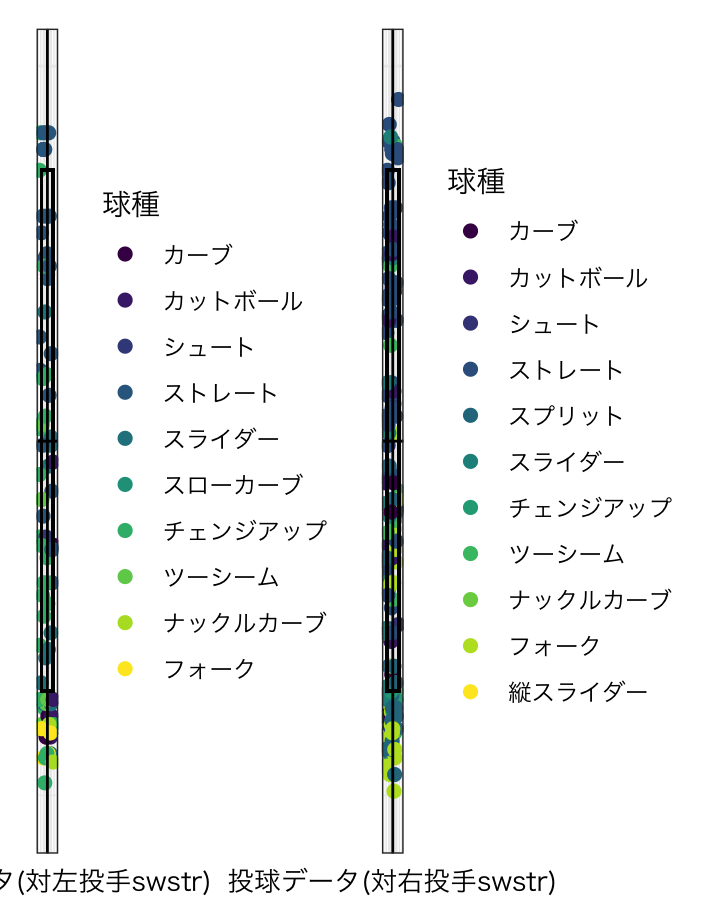 球種
カーブ
カットボール
シュート
ストレート
スライダー
スローカーブ
チェンジアップ
ツーシーム
ナックルカーブ
フォーク
球種
カーブ
カットボール
シュート
ストレート
スプリット
スライダー
チェンジアップ
ツーシーム
ナックルカーブ
フォーク
縦スライダー
タ(対左投手swstr)
投球データ(対右投手swstr)